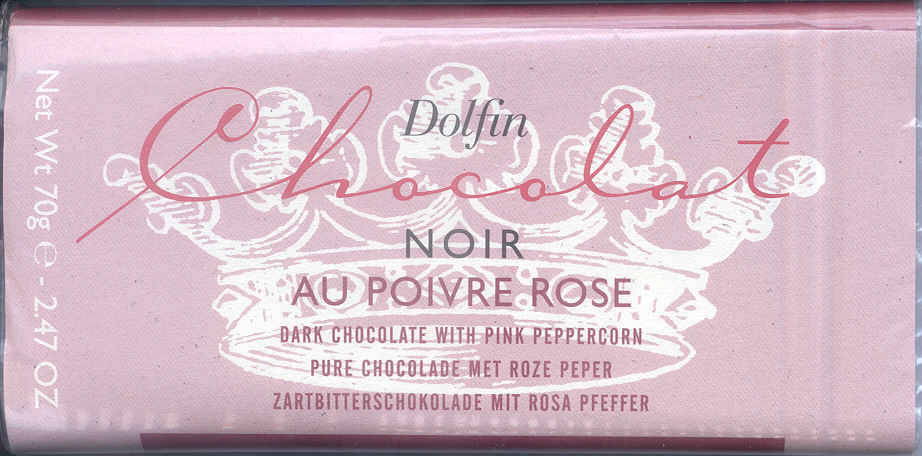 Dolfin
Chocolat
NOIR
AU POIVRE ROSE
DARK CHOCOLATE WITH PINK PEPPERCORN
PURE CHOCOLADE MET ROZE PEPER
ZARTBITTERSCHOKOLADE MIT ROSA PFEFFER
Net Wt 70g ℮ - 2.47 OZ